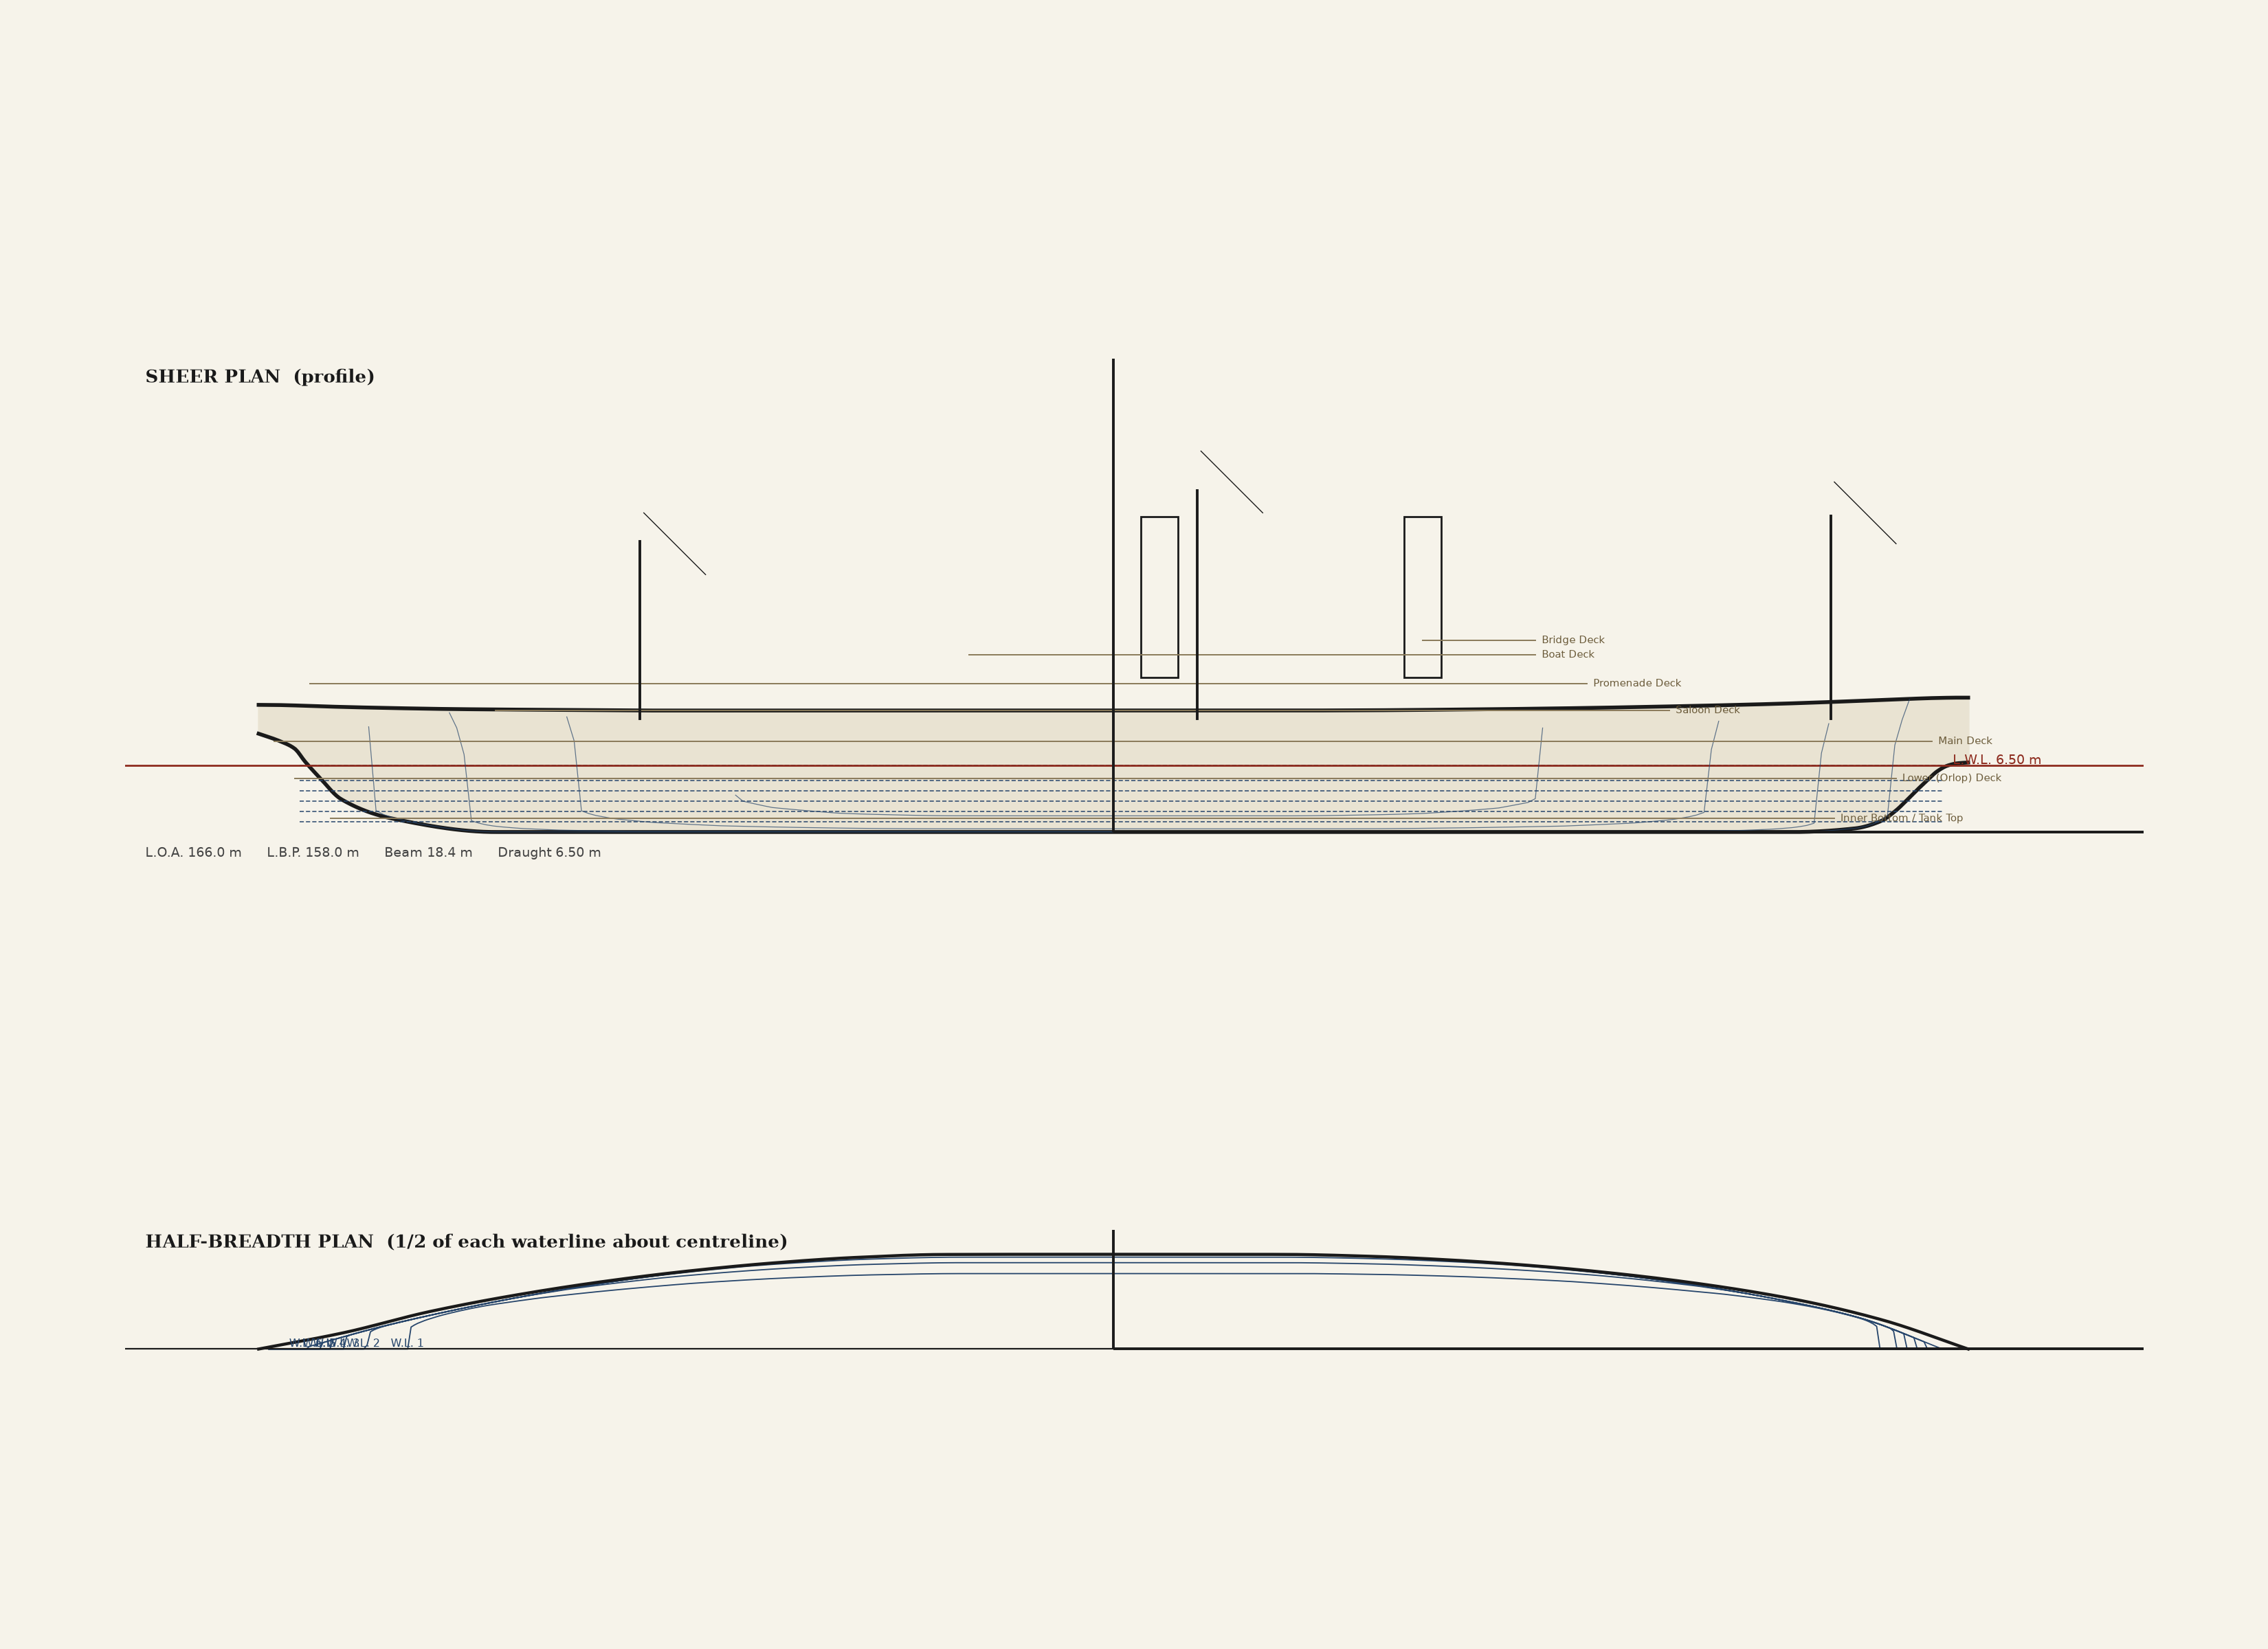 SHEER PLAN (profile)
Bridge Deck
Boat Deck
Promenade Deck
Saloon Deck
Main Deck
L.W.L. 6.50 m
Lower (Orlop) Deck
Inner Bottom / Tank Top
L.O.A. 166.0 m L.B.P. 158.0 m Beam 18.4 m Draught 6.50 m
HALF-BREADTH PLAN (1/2 of each waterline about centreline)
W.L. 1